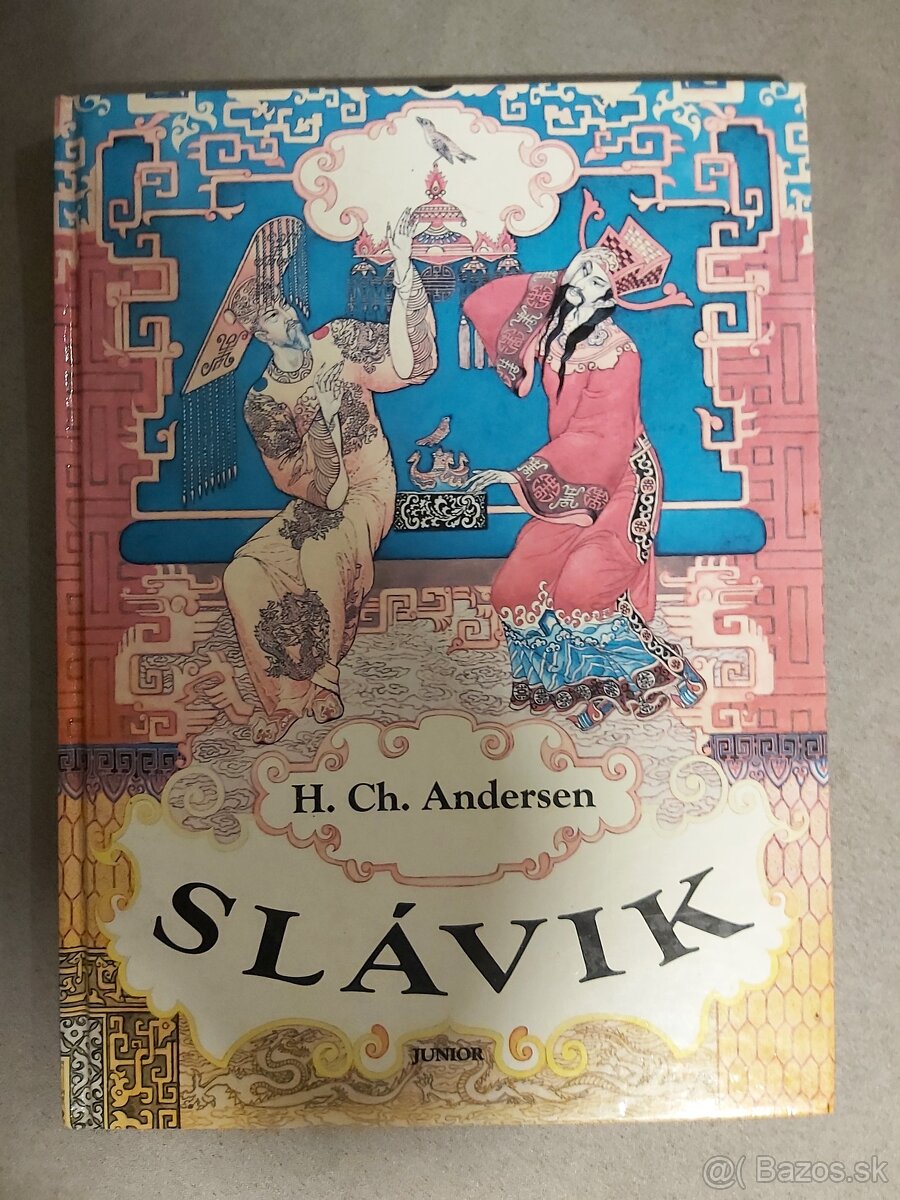 H. Ch. Andersen
SLÁVIK
JUNIOR
@( Bazos.sk